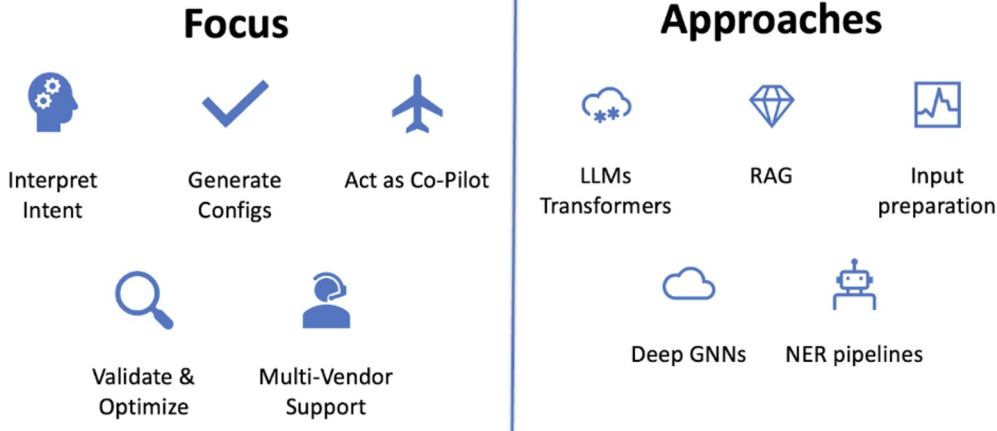 Focus
Interpret
Intent
Generate
Configs
Act as Co-Pilot
Validate &
Optimize
Multi-Vendor
Support
Approaches
LLMs
Transformers
RAG
Input
preparation
Deep GNNs
NER pipelines